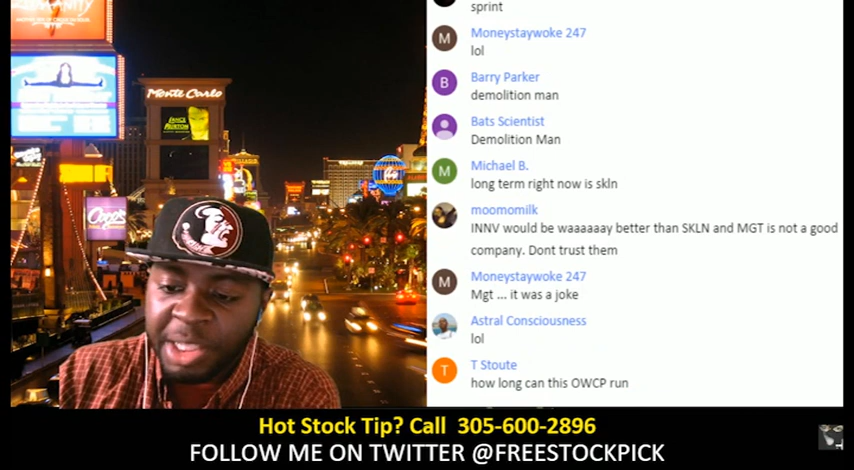 Monte Carlo
LANCE
BURTON
sprint
Moneystaywoke 247
lol
Barry Parker
demolition man
Bats Scientist
Demolition Man
Michael B.
long term right now is skln
moomomilk
INNV would be waaaaaay better than SKLN and MGT is not a good
company. Dont trust them
Moneystaywoke 247
Mgt ... it was a joke
Astral Consciousness
lol
T Stoute
how long can this OWCP run
M
B
M
M
T
Hot Stock Tip? Call 305-600-2896
FOLLOW ME ON TWITTER @FREESTOCKPICK